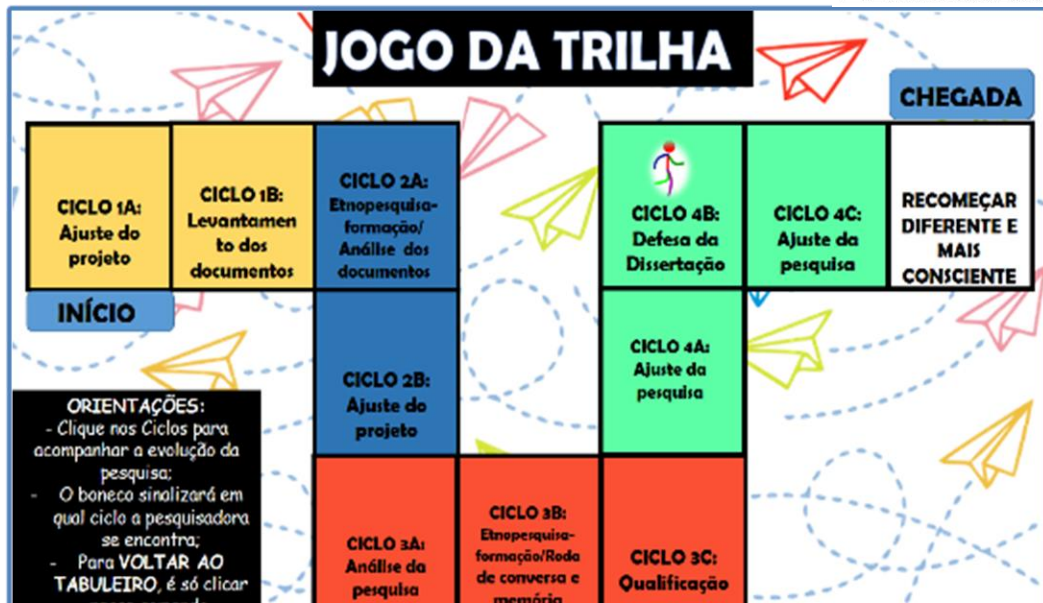 JOGO DA TRILHA
CHEGADA
CICLO 1A:
Ajuste do
projeto
CICLO 1B:
Levantamen
to dos
documentos
CICLO 2A:
Etnopesquisa-
formação/
Análise dos
documentos
CICLO 4B:
Defesa da
Dissertação
CICLO 4C:
Ajuste da
pesquisa
RECOMEÇAR
DIFERENTE E
MAIS
CONSCIENTE
INÍCIO
CICLO 2B:
Ajuste do
projeto
CICLO 4A:
Ajuste da
pesquisa
ORIENTAÇÕES:
- Clique nos Ciclos para
acompanhar a evolução da
pesquisa;
- O boneco sinalizará em
qual ciclo a pesquisadora
se encontra;
- Para VOLTAR AO
TABULEIRO, é só clicar
CICLO 3A:
Análise da
pesquisa
CICLO 3B:
Etnopesquisa-
formação/Roda
de conversa e
memória
CICLO 3C:
Qualificação